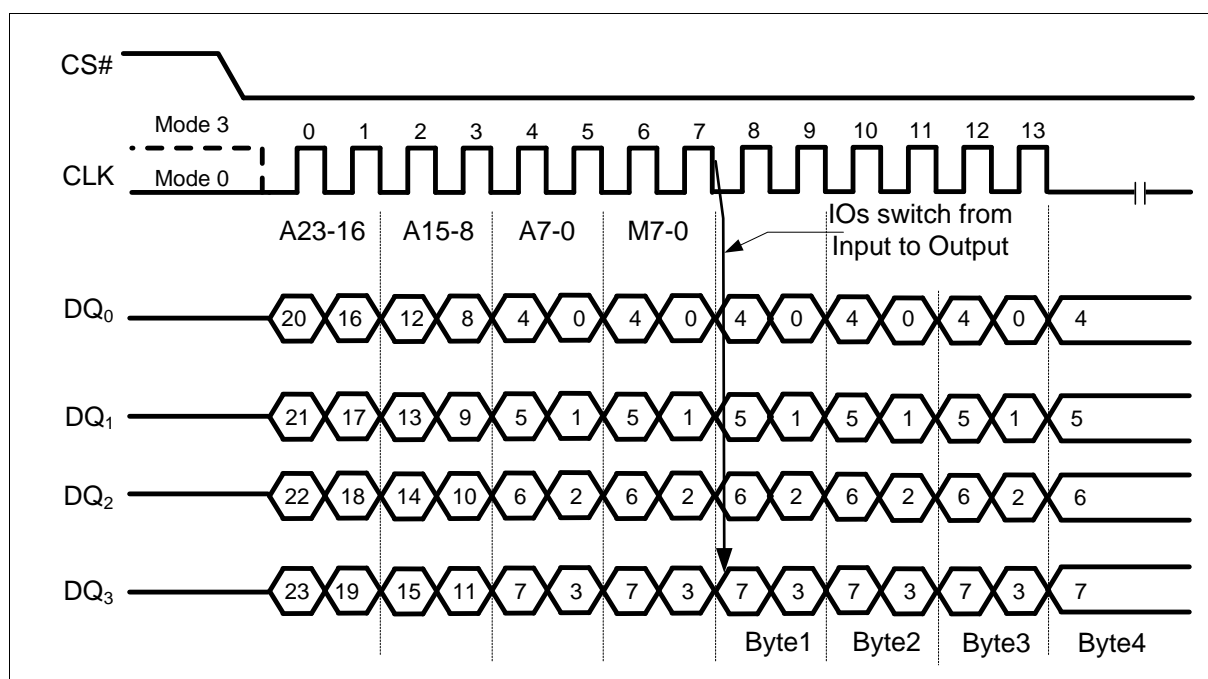 CS#
Mode 3
0 1 2 3 4 5 6 7 8 9 10 11 12 13
CLK
Mode 0
A23-16 A15-8 A7-0 M7-0
IOs switch from
Input to Output
DQ0 20 16 12 8 4 0 4 0 4 0 4 0 4 0 4
DQ1 21 17 13 9 5 1 5 1 5 1 5 1 5 1 5
DQ2 22 18 14 10 6 2 6 2 6 2 6 2 6 2 6
DQ3 23 19 15 11 7 3 7 3 7 3 7 3 7 3 7
Byte1 Byte2 Byte3 Byte4